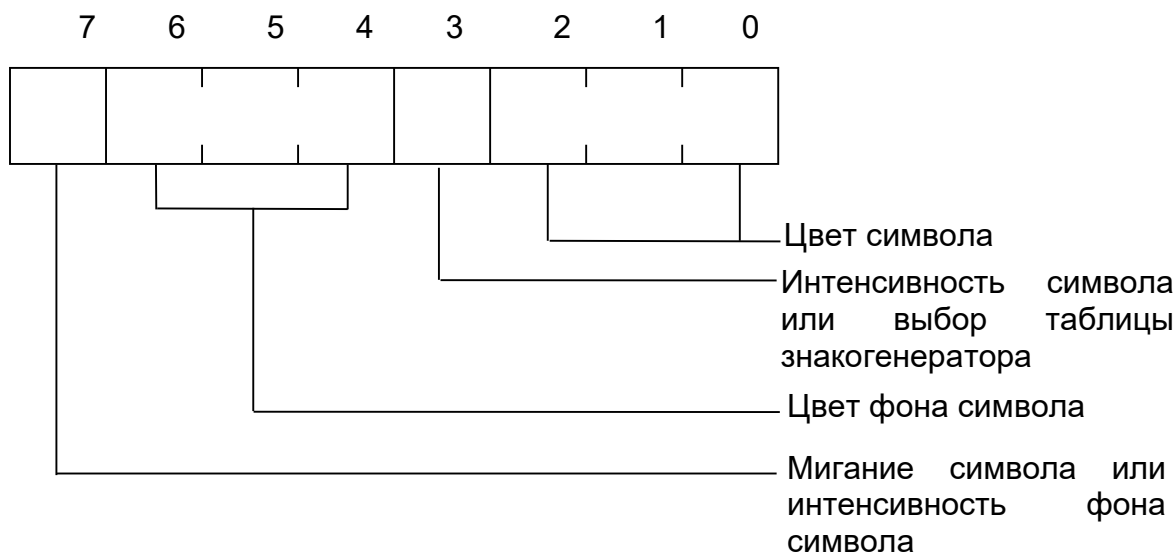 7 6 5 4 3 2 1 0
Цвет символа
Интенсивность символа
или выбор таблицы
знакогенератора
Цвет фона символа
Мигание символа или
интенсивность фона
символа